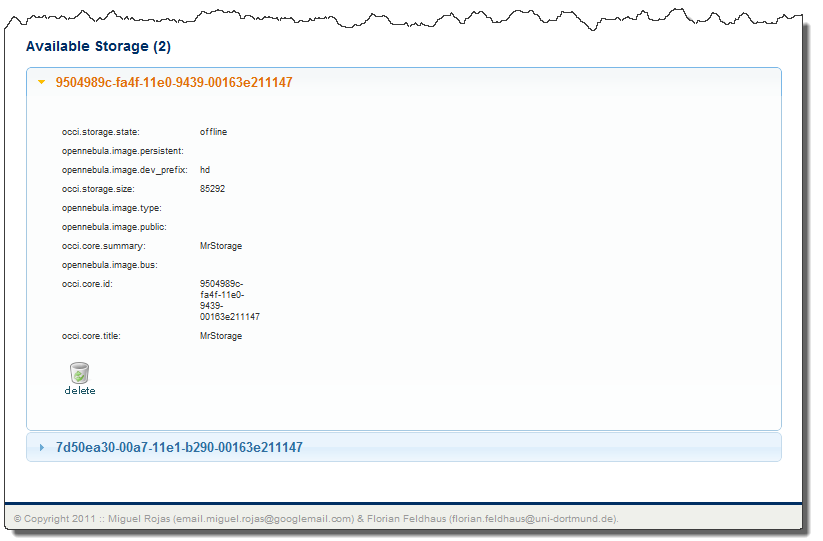 Available Storage (2)
9504989c-fa4f-11e0-9439-00163e211147
occi.storage.state: offline
opennebula.image.persistent:
opennebula.image.dev_prefix: hd
occi.storage.size: 85292
opennebula.image.type:
opennebula.image.public:
occi.core.summary: MrStorage
opennebula.image.bus:
occi.core.id: 9504989c-
fa4f-11e0-
9439-
00163e211147
occi.core.title: MrStorage
delete
7d50ea30-00a7-11e1-b290-00163e211147
© Copyright 2011 :: Miguel Rojas (email.miguel.rojas@googlemail.com) & Florian Feldhaus (florian.feldhaus@uni-dortmund.de).